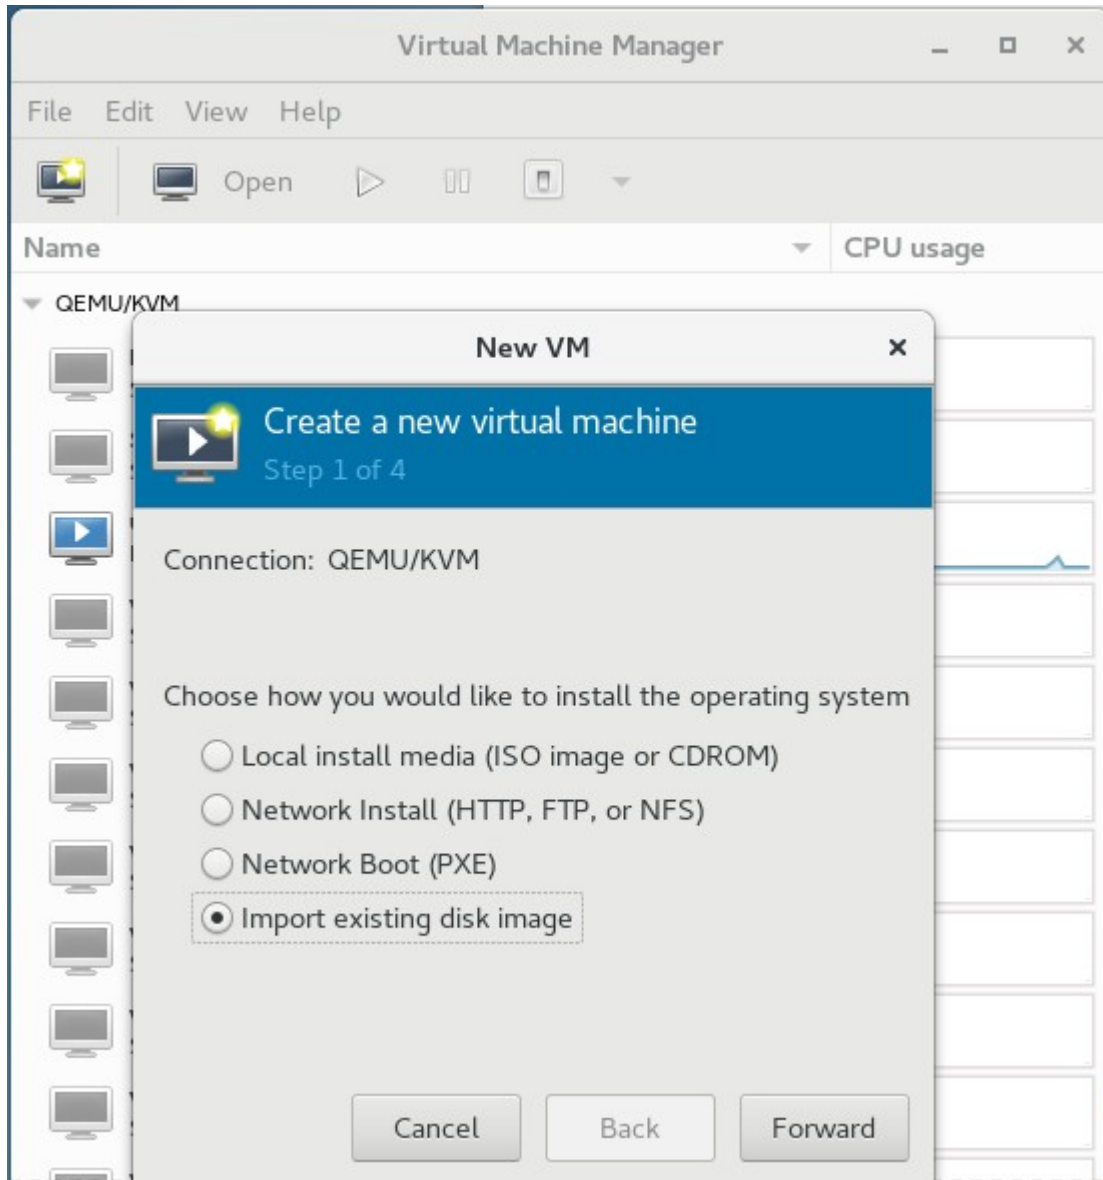 Virtual Machine Manager
File Edit View Help
Open
Name CPU usage
QEMU/KVM
New VM
Create a new virtual machine
Step 1 of 4
Connection: QEMU/KVM
Choose how you would like to install the operating system
Local install media (ISO image or CDROM)
Network Install (HTTP, FTP, or NFS)
Network Boot (PXE)
Import existing disk image
Cancel Back Forward